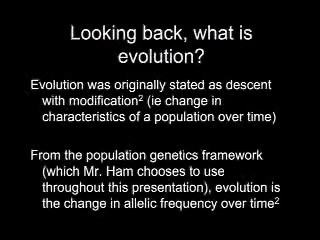 Looking back, what is
evolution?
Evolution was originally stated as descent
with modification² (ie change in
characteristics of a population over time)
From the population genetics framework
(which Mr. Ham chooses to use
throughout this presentation), evolution is
the change in allelic frequency over time²